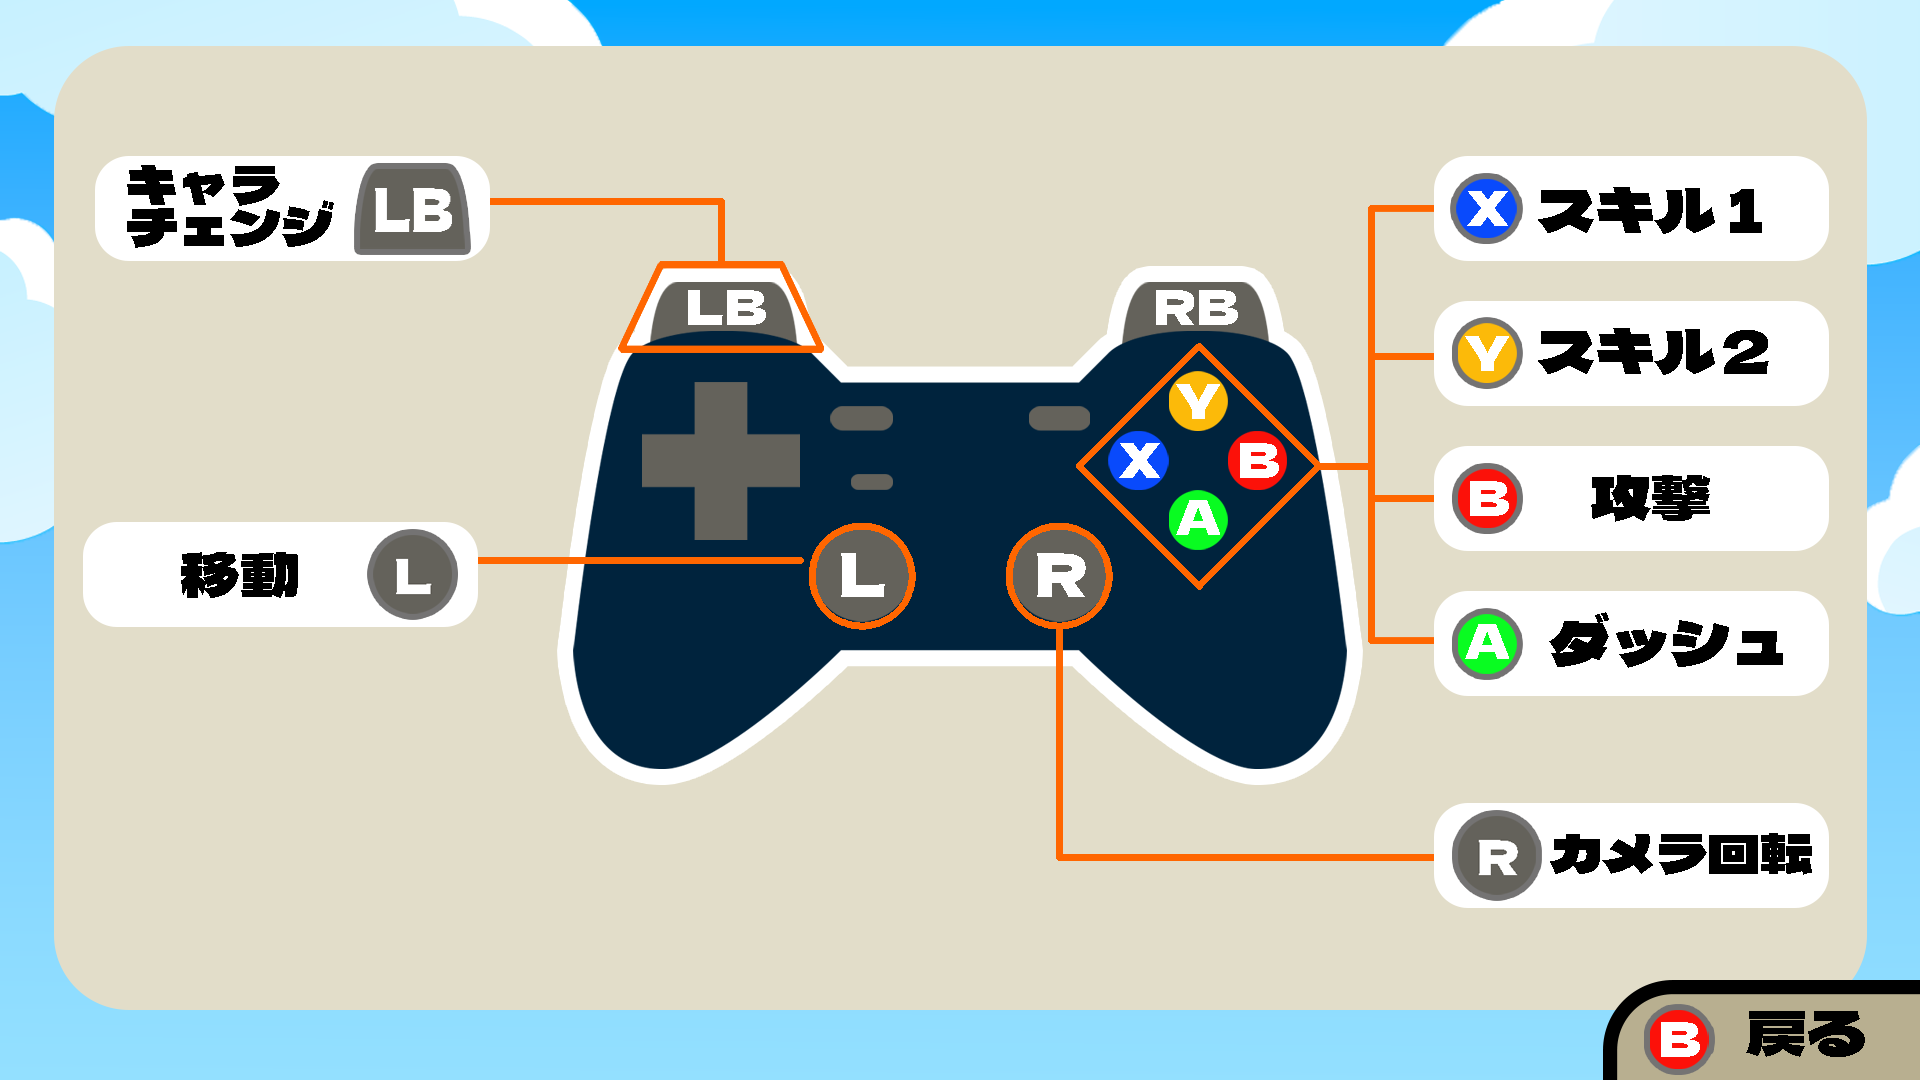 キャラ
チェンジ LB
X スキル1
LB
RB
Y スキル2
Y
X
B
A
B 攻撃
移動 L
L
R
A ダッシュ
R カメラ回転
B 戻る